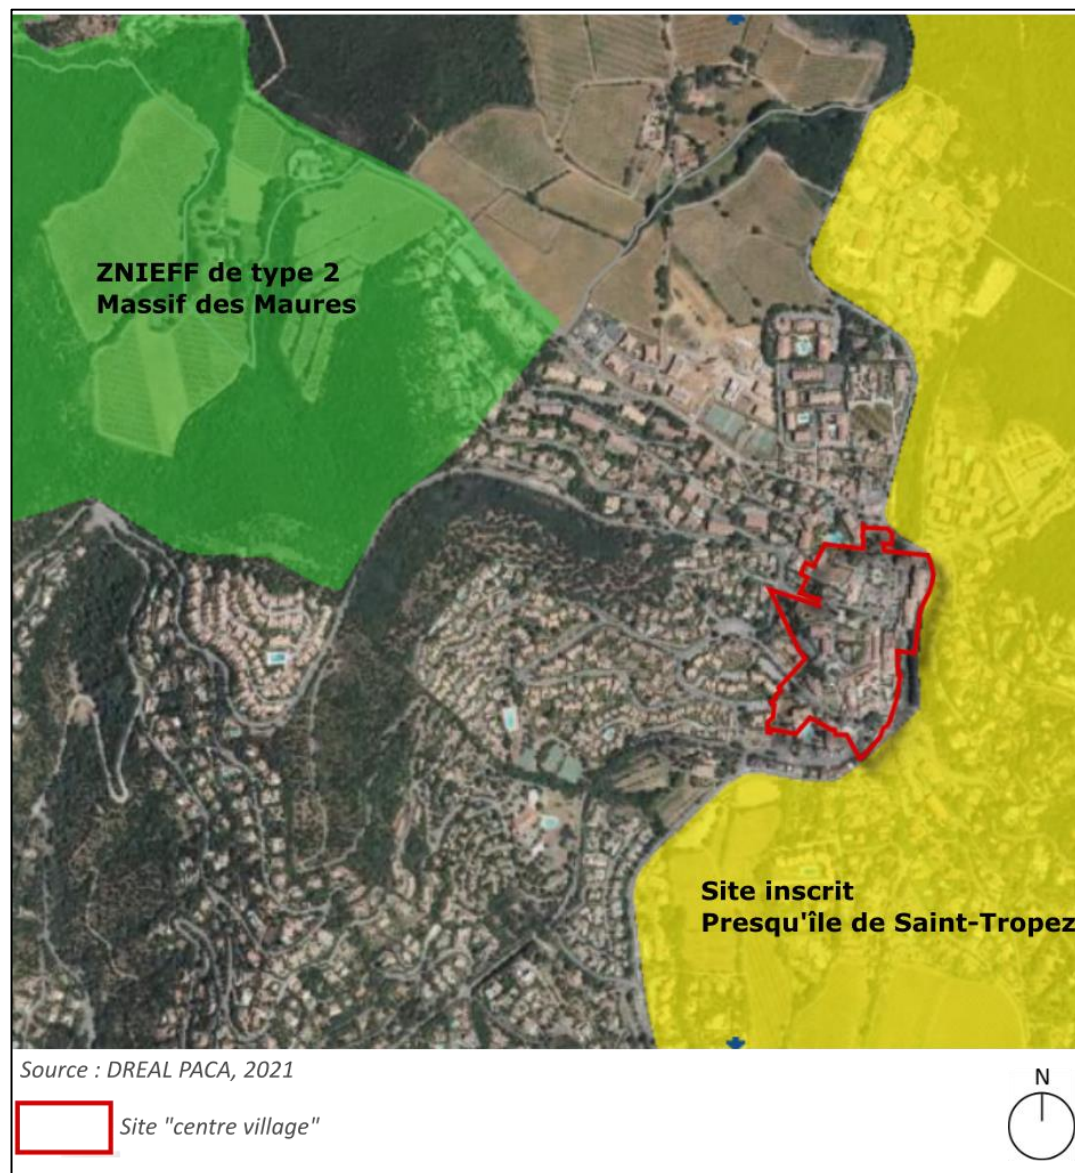 ZNIEFF de type 2
Massif des Maures
Site inscrit
Presqu'île de Saint-Tropez
Source : DREAL PACA, 2021
N
Site "centre village"